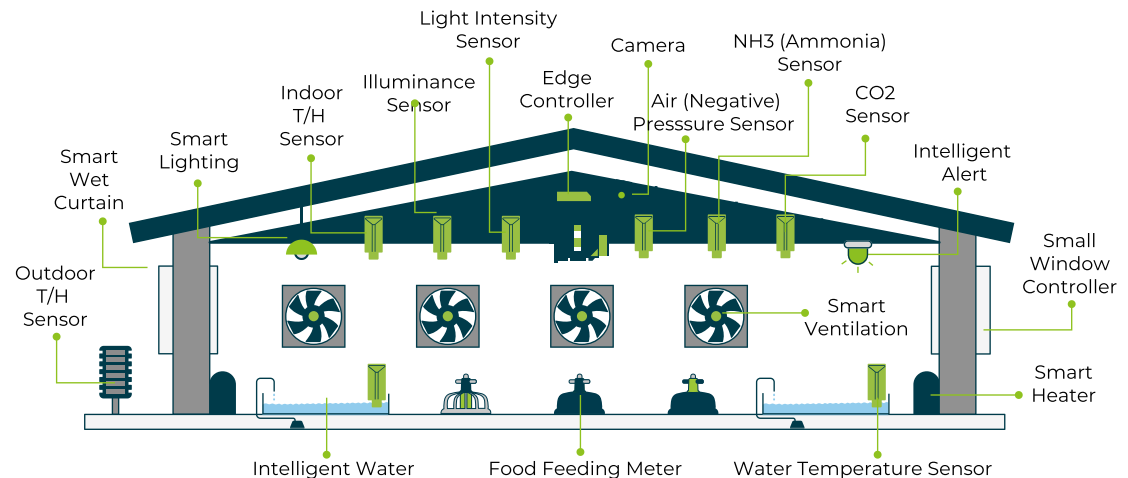 Light Intensity
Sensor
Camera
NH3 (Ammonia)
Sensor
Illuminance
Sensor
Edge
Controller
Indoor
T/H
Sensor
Air (Negative)
Presssure Sensor
CO2
Sensor
Smart
Lighting
Intelligent
Alert
Smart
Wet
Curtain
Small
Window
Controller
Outdoor
T/H
Sensor
Smart
Ventilation
Smart
Heater
Intelligent Water
Food Feeding Meter
Water Temperature Sensor